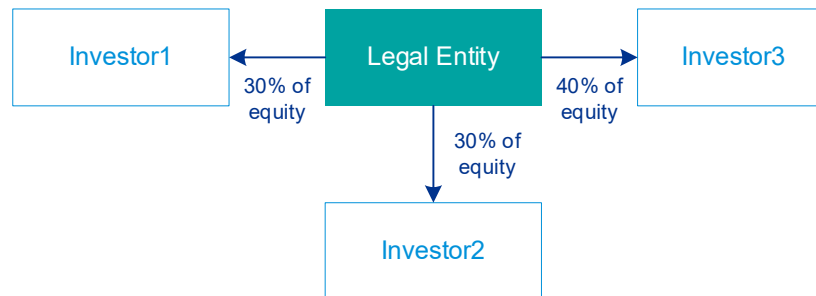 Investor1
Legal Entity
Investor3
30% of
equity
40% of
equity
30% of
equity
Investor2